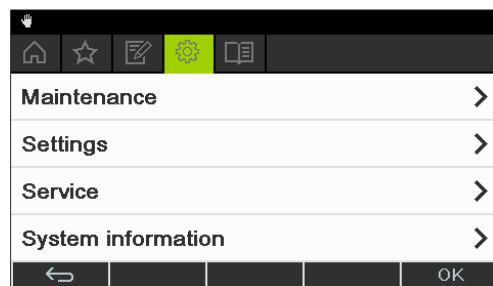 Maintenance
Settings
Service
System information
OK